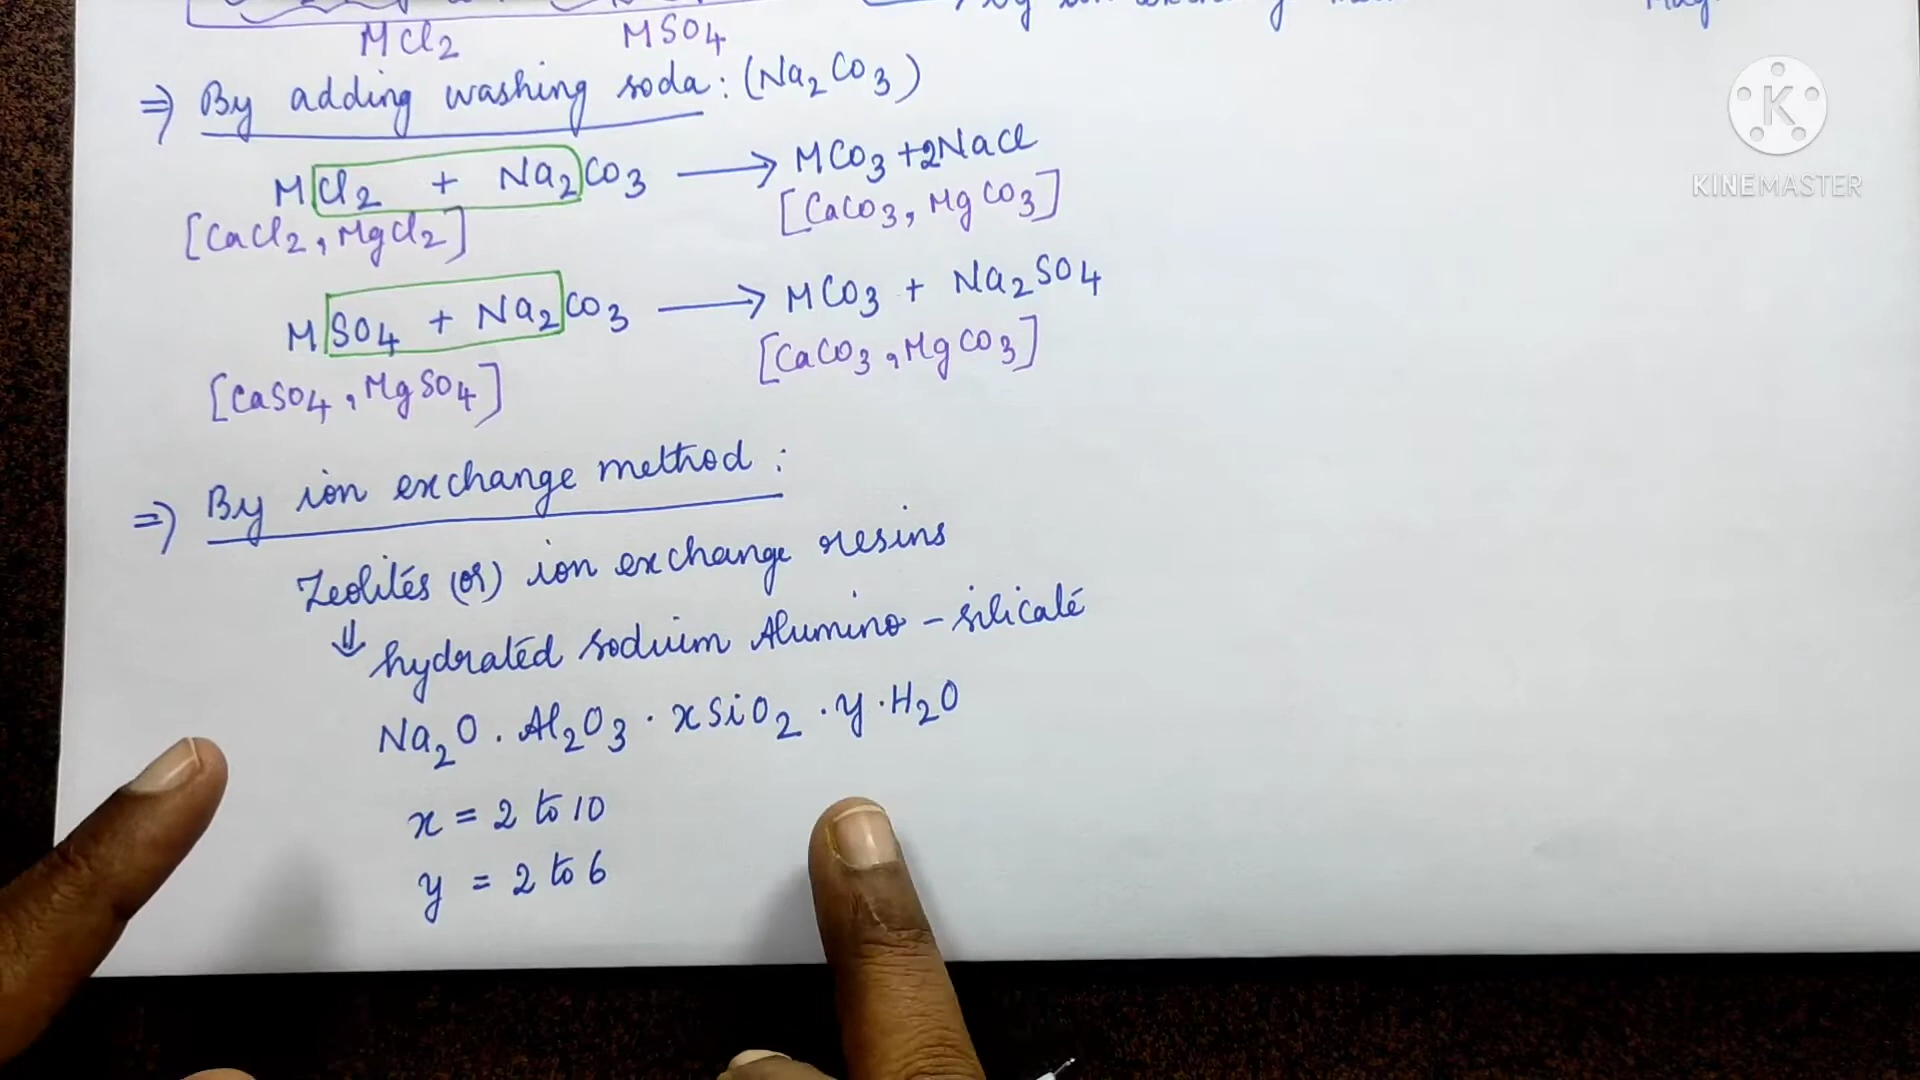 MCl2 MSO4
=> By adding washing soda: (Na2CO3)
MCl2 + Na2CO3 → MCO3 + 2NaCl
[CaCl2, MgCl2] [CaCO3, MgCO3]
MSO4 + Na2CO3 → MCO3 + Na2SO4
[CaSO4, MgSO4] [CaCO3, MgCO3]
=> By ion exchange method:
Zeolites (or) ion exchange resins
⇓ hydrated sodium Alumino - silicate
Na2O . Al2O3 . xSiO2 . y . H2O
x = 2 to 10
y = 2 to 6
K
KINEMASTER